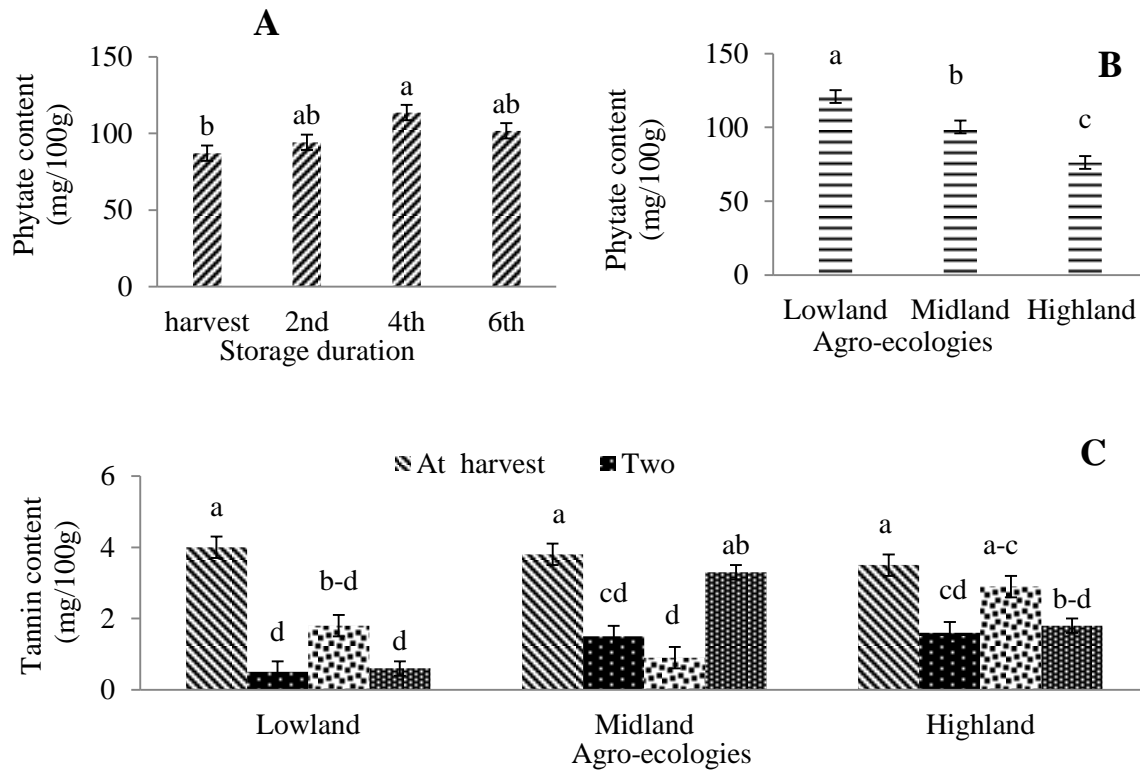 A
Phytate content
(mg/100g)
150
100
50
0
b
ab
a
ab
harvest 2nd 4th 6th
Storage duration
B
Phytate content
(mg/100g)
150
100
50
0
a
b
c
Lowland Midland Highland
Agro-ecologies
C
At harvest Two
Tannin content
(mg/100g)
6
4
2
0
a
d
b-d
d
a
cd
d
ab
a
cd
a-c
b-d
Lowland Midland Highland
Agro-ecologies